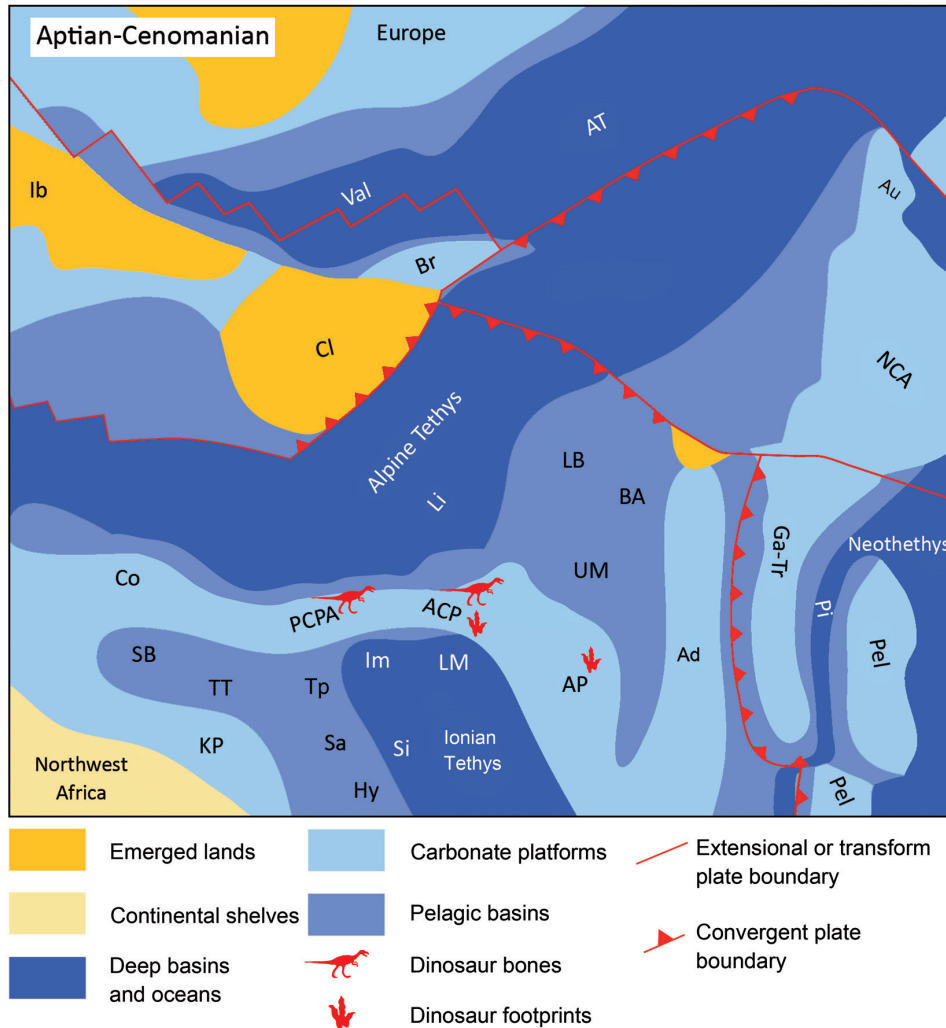 Aptian-Cenomanian
Europe
AT
Ib
Val
Au
Br
Cl
NCA
Alpine Tethys
LB
Li
BA
Ga-Tr
Neothethys
Co
UM
PCPA
ACP
Pi
SB
Im
LM
Ad
Pel
TT
Tp
AP
KP
Sa
Si
Ionian
Tethys
Northwest
Africa
Hy
Pel
Emerged lands
Carbonate platforms
Extensional or transform
plate boundary
Continental shelves
Pelagic basins
Convergent plate
boundary
Deep basins
and oceans
Dinosaur bones
Dinosaur footprints